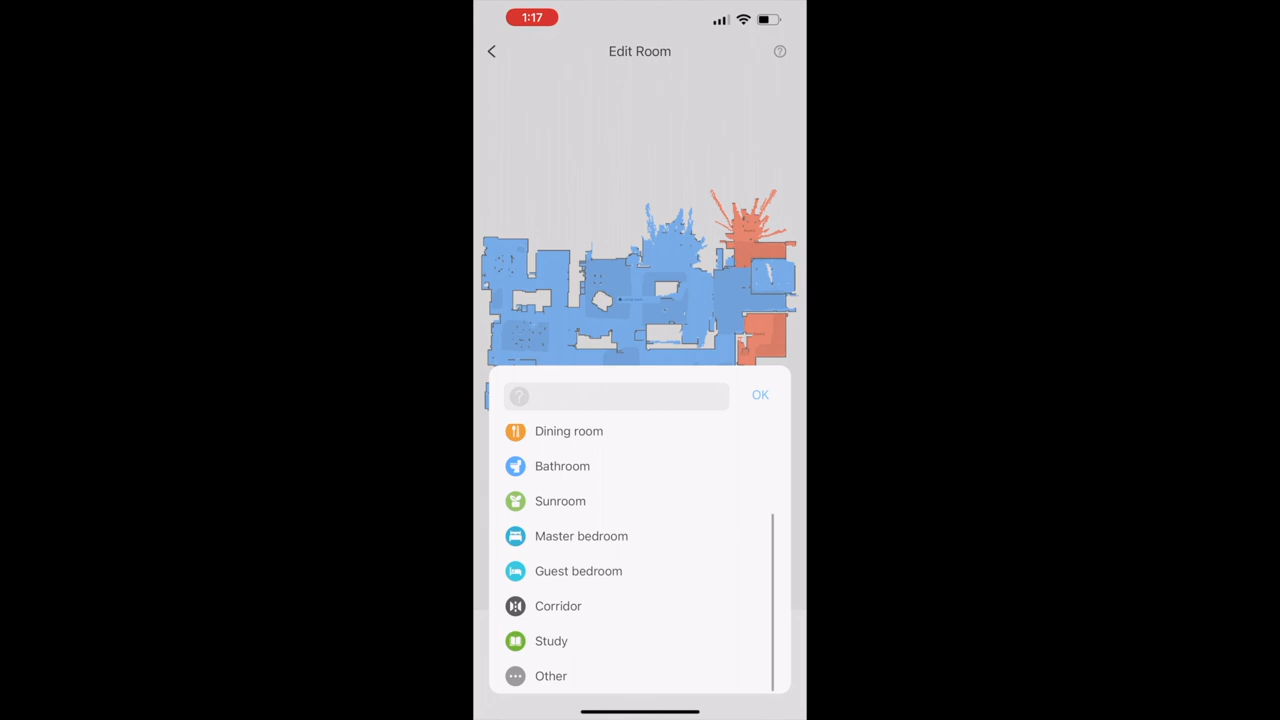 1:17
Edit Room
OK
Dining room
Bathroom
Sunroom
Master bedroom
Guest bedroom
Corridor
Study
Other